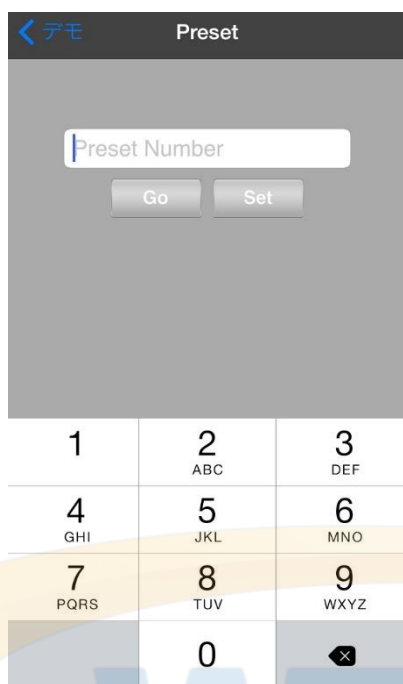 デモ Preset
Preset Number
Go Set
1 2 3
ABC DEF
4 5 6
GHI JKL MNO
7 8 9
PQRS TUV WXYZ
0